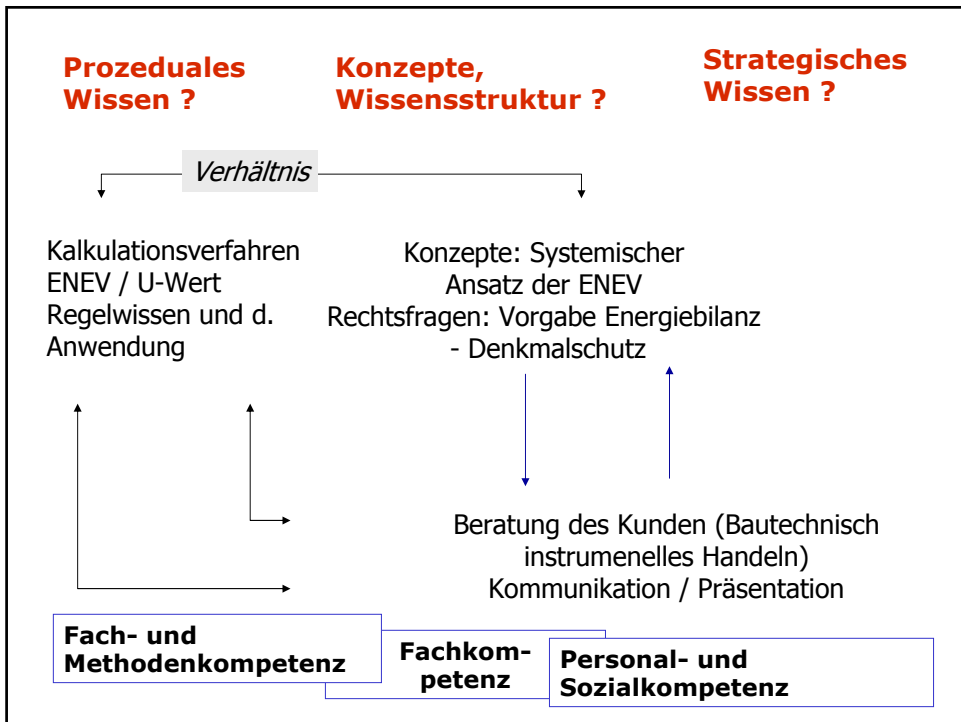 Prozeduales
Wissen ?
Konzepte,
Wissensstruktur ?
Strategisches
Wissen ?
Verhältnis
Kalkulationsverfahren
ENEV / U-Wert
Regelwissen und d.
Anwendung
Konzepte: Systemischer
Ansatz der ENEV
Rechtsfragen: Vorgabe Energiebilanz
- Denkmalschutz
Beratung des Kunden (Bautechnisch
instrumenelles Handeln)
Kommunikation / Präsentation
Fach- und
Methodenkompetenz
Fachkom-
petenz
Personal- und
Sozialkompetenz